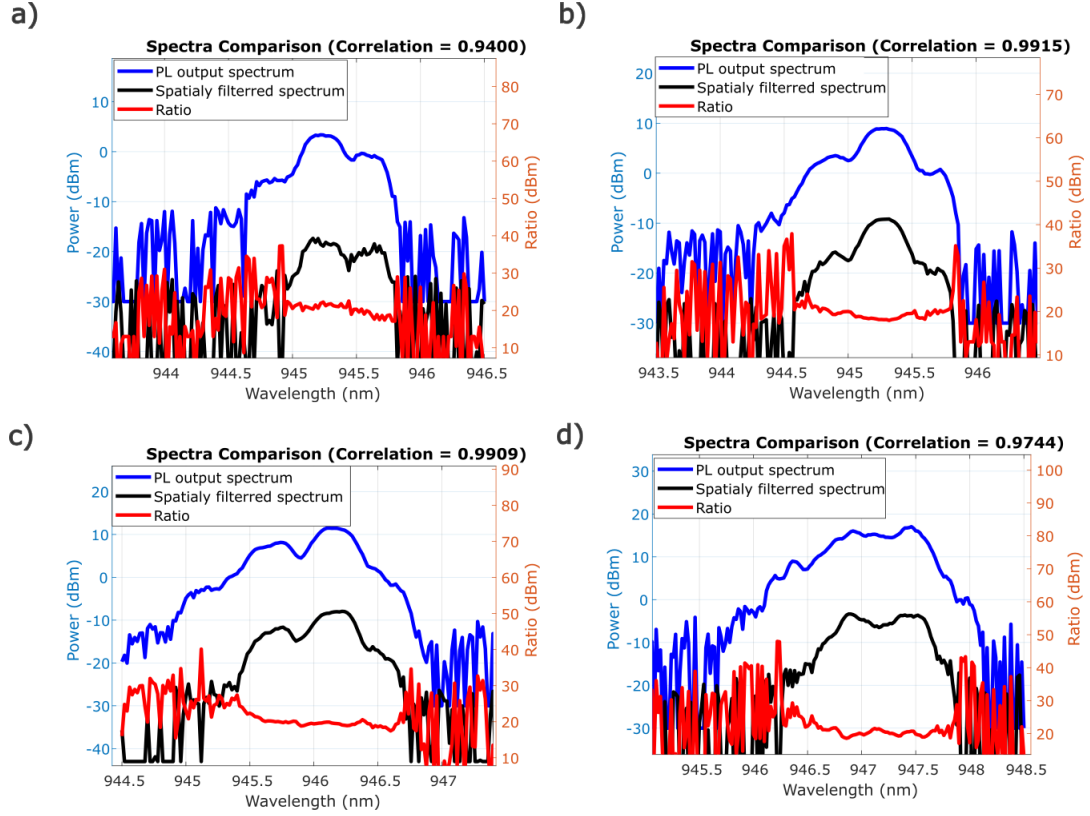 a)
Spectra Comparison (Correlation = 0.9400)
PL output spectrum
Spatialy filterred spectrum
Ratio
10
0
-10
-20
-30
-40
Power (dBm)
80
70
60
50
40
30
20
10
Ratio (dBm)
944 944.5 945 945.5 946 946.5
Wavelength (nm)
b)
Spectra Comparison (Correlation = 0.9915)
PL output spectrum
Spatialy filterred spectrum
Ratio
20
10
0
-10
-20
-30
Power (dBm)
70
60
50
40
30
20
10
Ratio (dBm)
943.5 944 944.5 945 945.5 946
Wavelength (nm)
c)
Spectra Comparison (Correlation = 0.9909)
PL output spectrum
Spatialy filterred spectrum
Ratio
20
10
0
-10
-20
-30
-40
Power (dBm)
90
80
70
60
50
40
30
20
10
Ratio (dBm)
944.5 945 945.5 946 946.5 947
Wavelength (nm)
d)
Spectra Comparison (Correlation = 0.9744)
PL output spectrum
Spatialy filterred spectrum
Ratio
30
20
10
0
-10
-20
-30
Power (dBm)
100
90
80
70
60
50
40
30
20
Ratio (dBm)
945.5 946 946.5 947 947.5 948 948.5
Wavelength (nm)